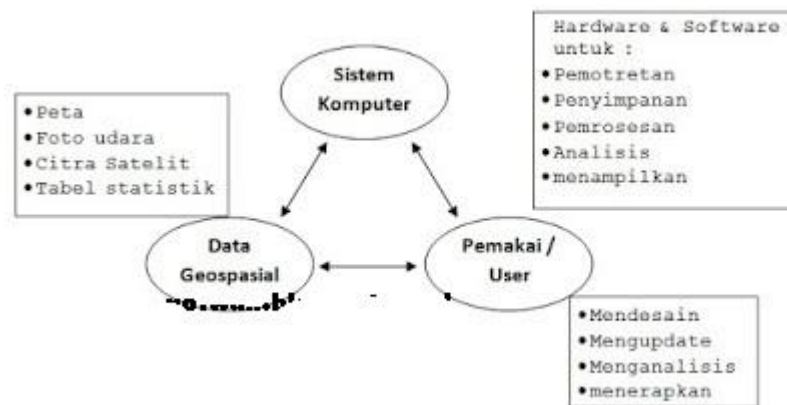 Hardware & Software
untuk :
•Pemotretan
•Penyimpanan
•Pemrosesan
•Analisis
•menampilkan
Sistem
Komputer
•Peta
•Foto udara
•Citra Satelit
•Tabel statistik
Data
Geospasial
Pemakai /
User
•Mendesain
•Mengupdate
•Menganalisis
•menerapkan